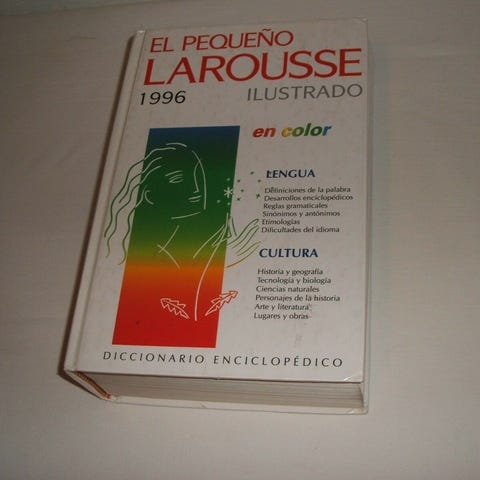 EL PEQUEÑO
LAROUSSE
1996 ILUSTRADO
en color
LENGUA
Definiciones de la palabra
Desarrollos enciclopédicos
Reglas gramaticales
Sinónimos y antónimos
Etimologías
Dificultades del idioma
CULTURA
Historia y geografía
Tecnología y biología
Ciencias naturales
Personajes de la historia
Arte y literatura
Lugares y obras
DICCIONARIO ENCICLOPÉDICO